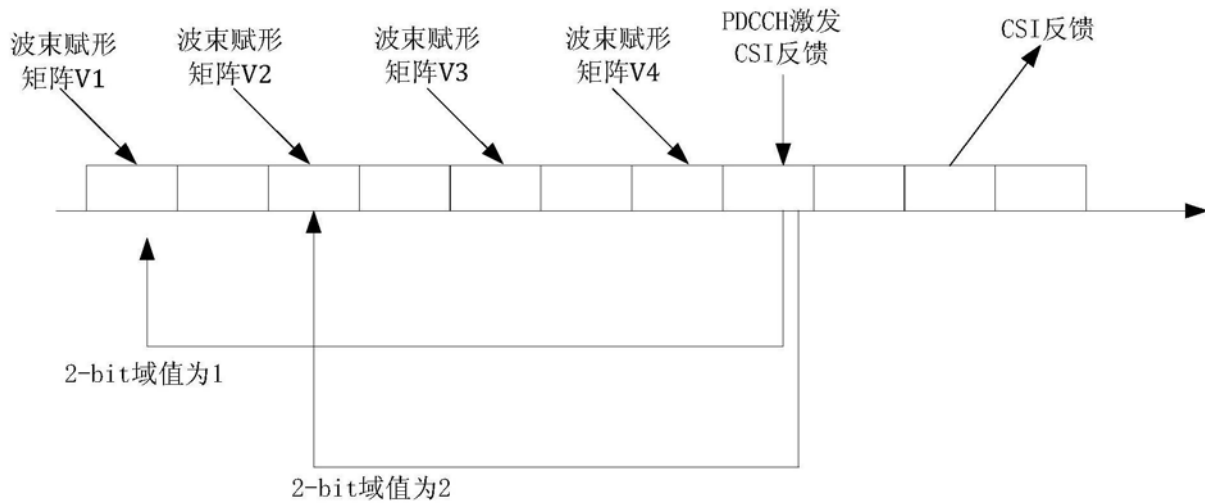 波束赋形
矩阵V1
波束赋形
矩阵V2
波束赋形
矩阵V3
波束赋形
矩阵V4
PDCCH激发
CSI反馈
CSI反馈
2-bit域值为1
2-bit域值为2